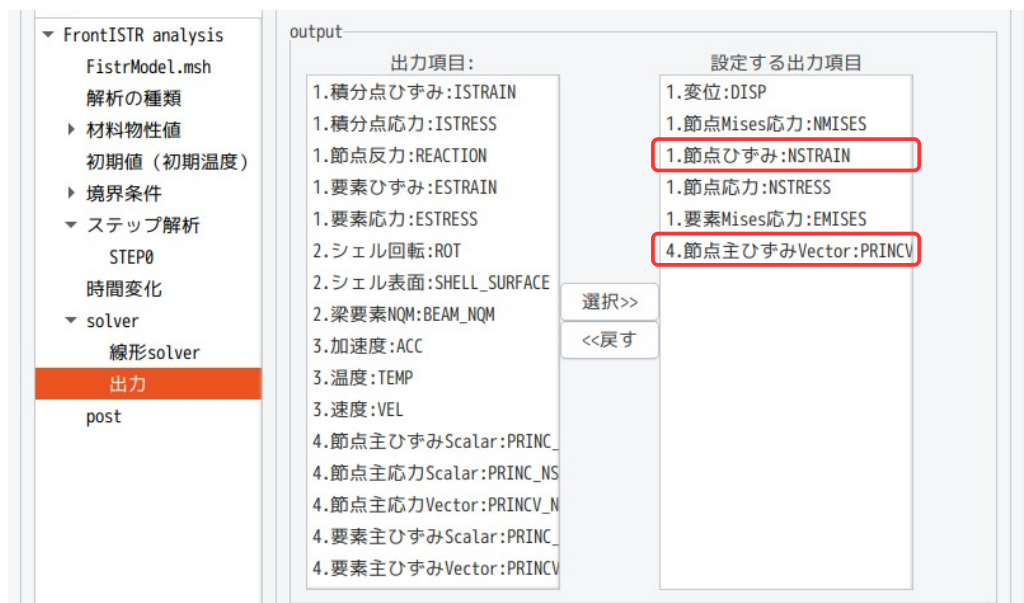 FrontISTR analysis
FistrModel.msh
解析の種類
材料物性値
初期値（初期温度）
境界条件
ステップ解析
STEP0
時間変化
solver
線形solver
出力
post
output
出力項目:
1.積分点ひずみ:ISTRAIN
1.積分点応力:ISTRESS
1.節点反力:REACTION
1.要素ひずみ:ESTRAIN
1.要素応力:ESTRESS
2.シェル回転:ROT
2.シェル表面:SHELL_SURFACE
2.梁要素NQM:BEAM_NQM
3.加速度:ACC
3.温度:TEMP
3.速度:VEL
4.節点主ひずみScalar:PRINC_
4.節点主応力Scalar:PRINC_NS
4.節点主応力Vector:PRINCV_N
4.要素主ひずみScalar:PRINC_
4.要素主ひずみVector:PRINCV
選択>>
<<戻す
設定する出力項目
1.変位:DISP
1.節点Mises応力:NMISES
1.節点ひずみ:NSTRAIN
1.節点応力:NSTRESS
1.要素Mises応力:EMISES
4.節点主ひずみVector:PRINCV